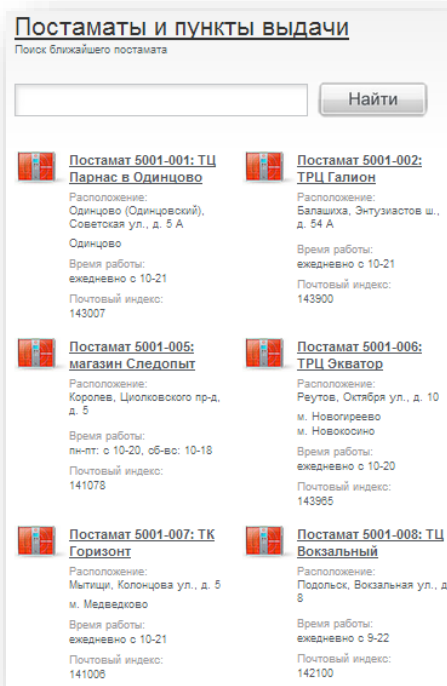 Постаматы и пункты выдачи
Поиск ближайшего постамата
Найти
Постамат 5001-001: ТЦ
Парнас в Одинцово
Расположение:
Одинцово (Одинцовский),
Советская ул., д. 5 А
Одинцово
Время работы:
ежедневно с 10-21
Почтовый индекс:
143007
Постамат 5001-002:
ТРЦ Галион
Расположение:
Балашиха, Энтузиастов ш.,
д. 54 А
Время работы:
ежедневно с 10-21
Почтовый индекс:
143900
Постамат 5001-005:
магазин Следопыт
Расположение:
Королев, Циолковского пр-д,
д. 5
Время работы:
пн-пт: с 10-20, сб-вс: 10-18
Почтовый индекс:
141078
Постамат 5001-006:
ТРЦ Экватор
Расположение:
Реутов, Октября ул., д. 10
м. Новогиреево
м. Новокосино
Время работы:
ежедневно с 10-20
Почтовый индекс:
143965
Постамат 5001-007: ТК
Горизонт
Расположение:
Мытищи, Колонцова ул., д. 5
м. Медведково
Время работы:
ежедневно с 10-21
Почтовый индекс:
141006
Постамат 5001-008: ТЦ
Вокзальный
Расположение:
Подольск, Вокзальная ул., д
8
Время работы:
ежедневно с 9-22
Почтовый индекс:
142100